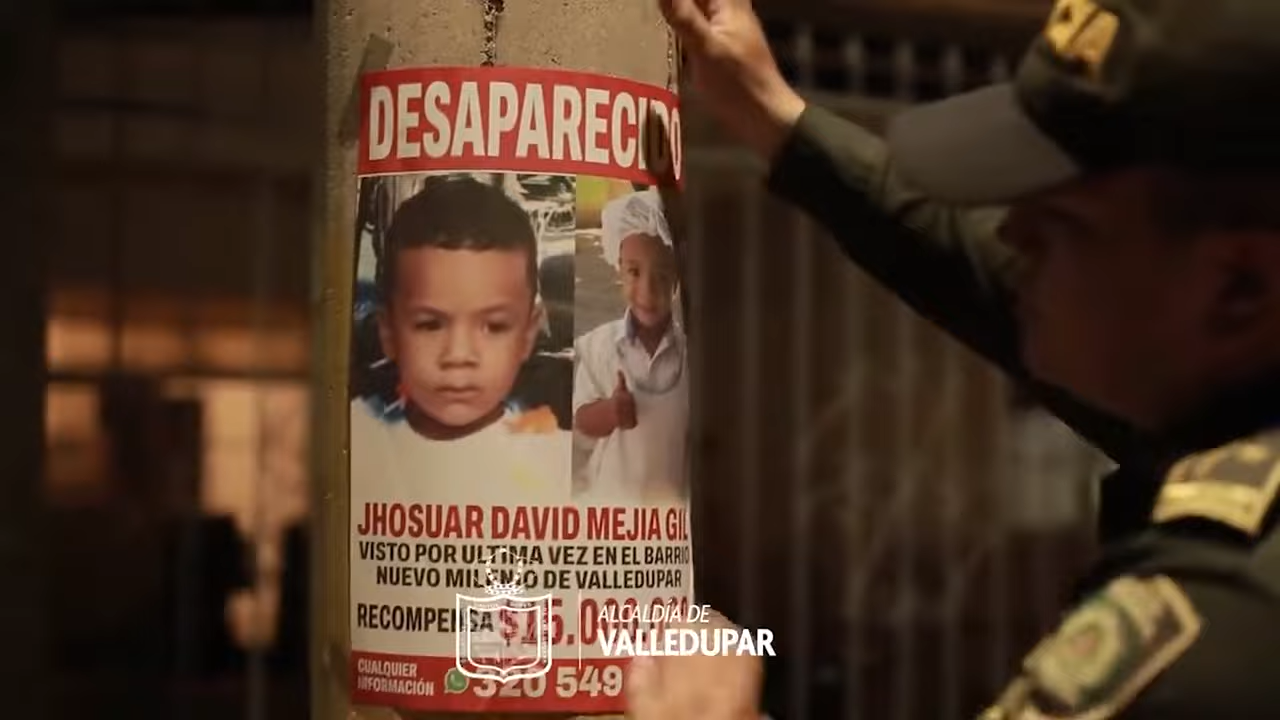 DESAPARECIDO
JHOSUAR DAVID MEJIA GIL
VISTO POR ULTIMA VEZ EN EL BARRIO
NUEVO MILENIO DE VALLEDUPAR
RECOMPENSA
ALCALDÍA DE
VALLEDUPAR
CUALQUIER
INFORMACIÓN
320 549